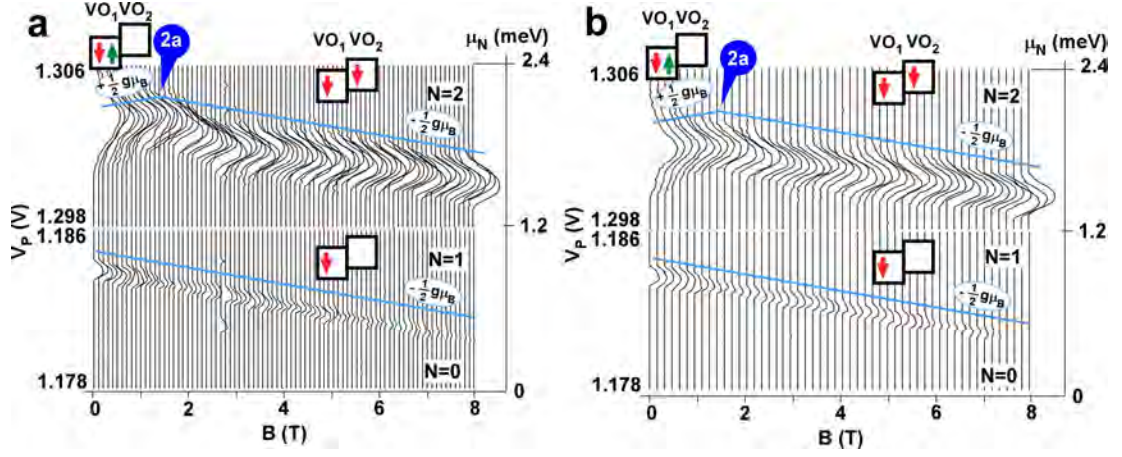 a
VO1 VO2
2a
VO1 VO2
μN (meV)
2.4
1.306
+ 1/2 gμB
N=2
- 1/2 gμB
1.298
1.2
1.186
VP (V)
N=1
- 1/2 gμB
1.178
N=0
0
0 2 4 6 8
B (T)
b
VO1 VO2
2a
VO1 VO2
μN (meV)
2.4
1.306
+ 1/2 gμB
N=2
- 1/2 gμB
1.298
1.2
1.186
VP (V)
N=1
- 1/2 gμB
1.178
N=0
0
0 2 4 6 8
B (T)